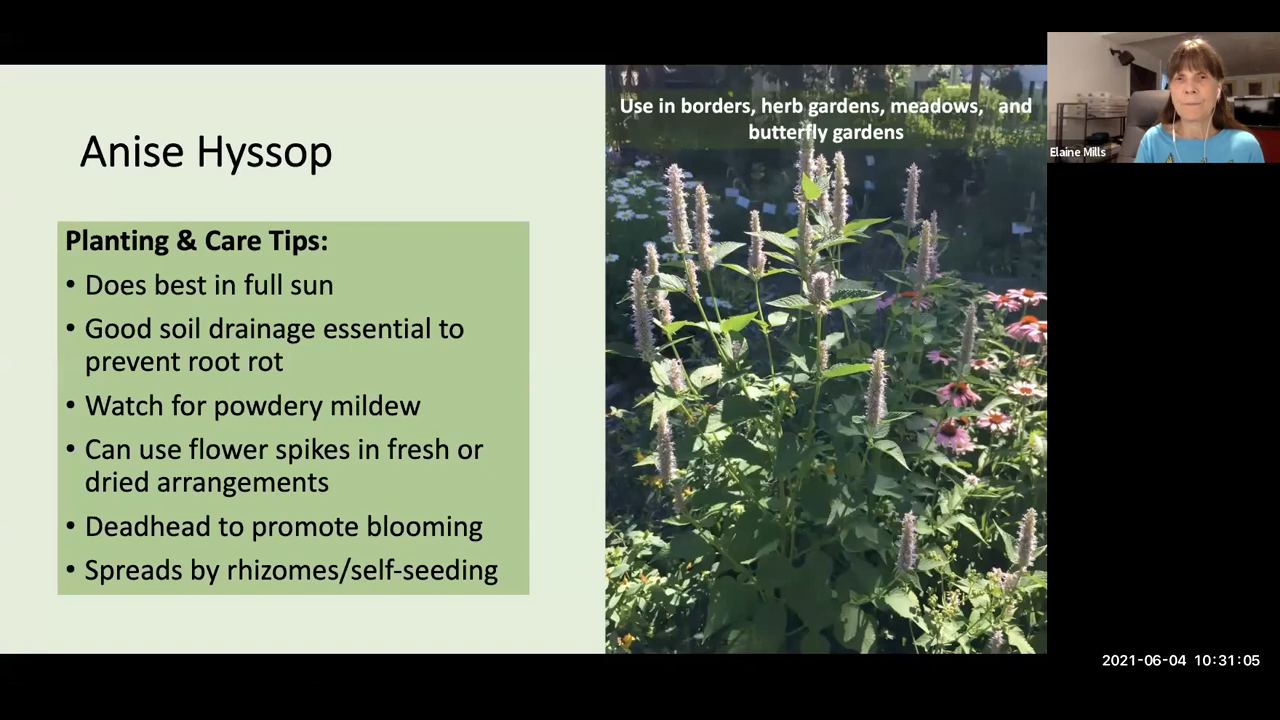 Anise Hyssop
Planting & Care Tips:
• Does best in full sun
• Good soil drainage essential to
prevent root rot
• Watch for powdery mildew
• Can use flower spikes in fresh or
dried arrangements
• Deadhead to promote blooming
• Spreads by rhizomes/self-seeding
Use in borders, herb gardens, meadows, and
butterfly gardens
Elaine Mills
2021-06-04 10:31:05